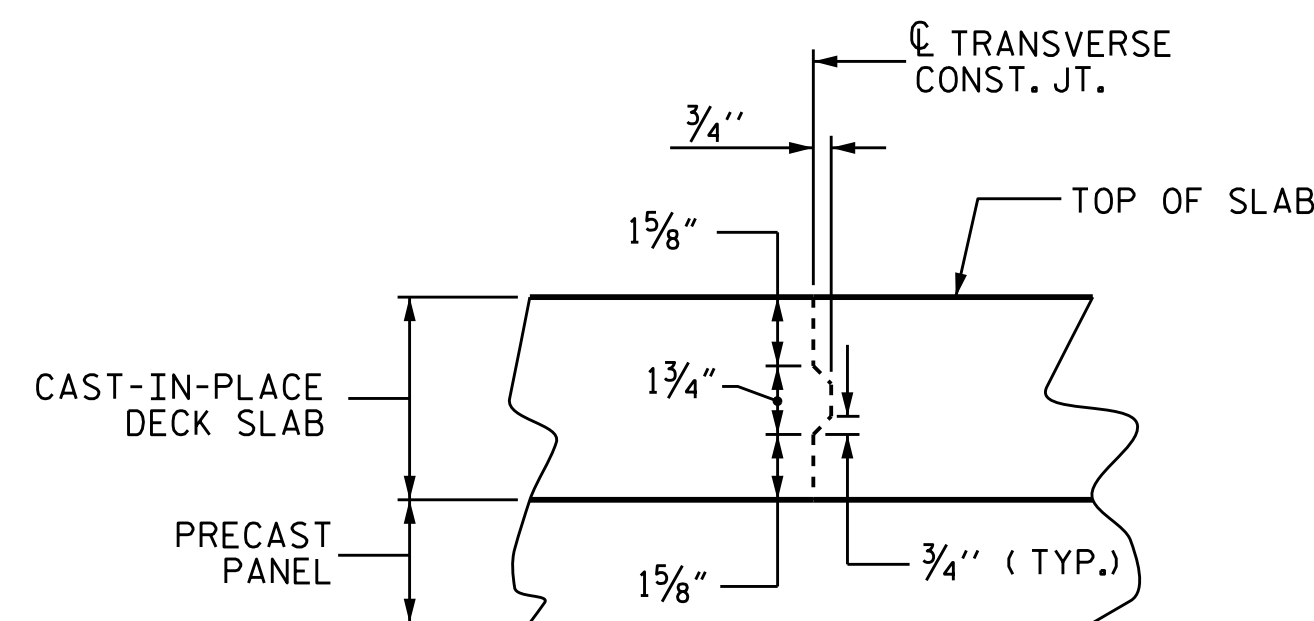 ℄ TRANSVERSE
CONST. JT.
3/4''
TOP OF SLAB
1 5/8"
1 3/4"
CAST-IN-PLACE
DECK SLAB
PRECAST
PANEL
3/4'' ( TYP.)
1 5/8"